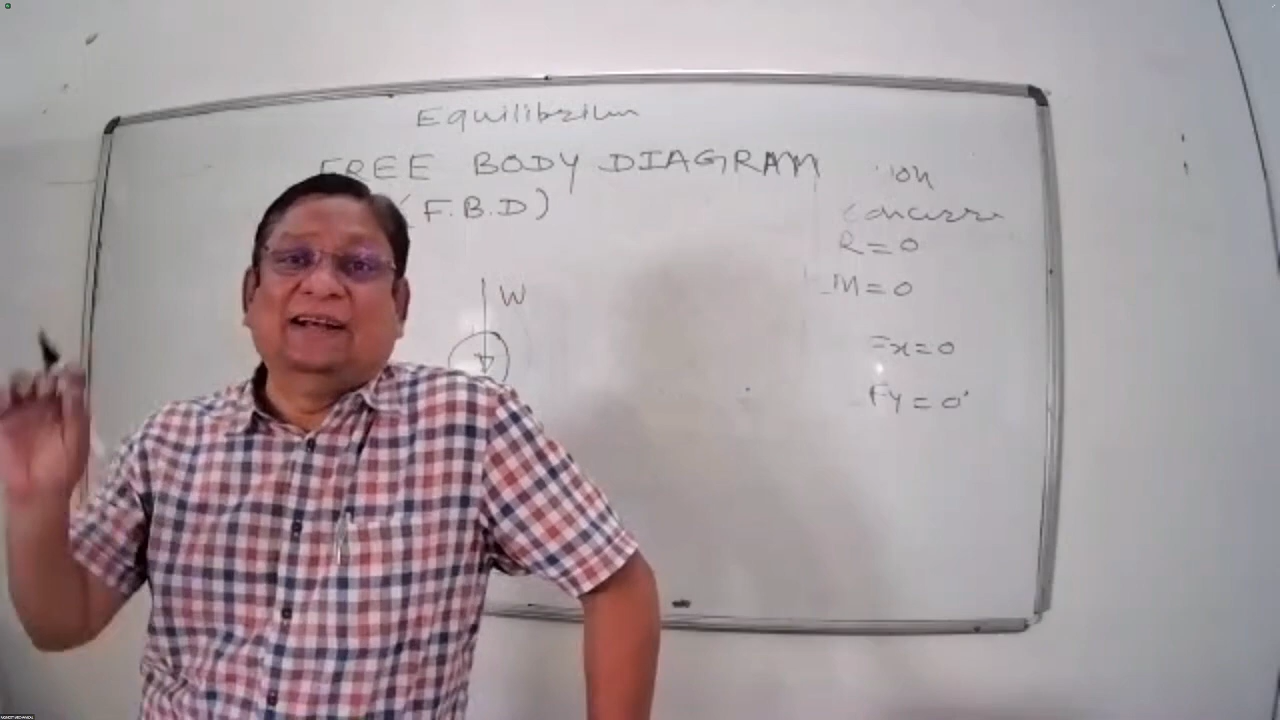 Equilibrium
FREE BODY DIAGRAM
(F.B.D)
W
R=0
M=0
Fx=0
Fy=0